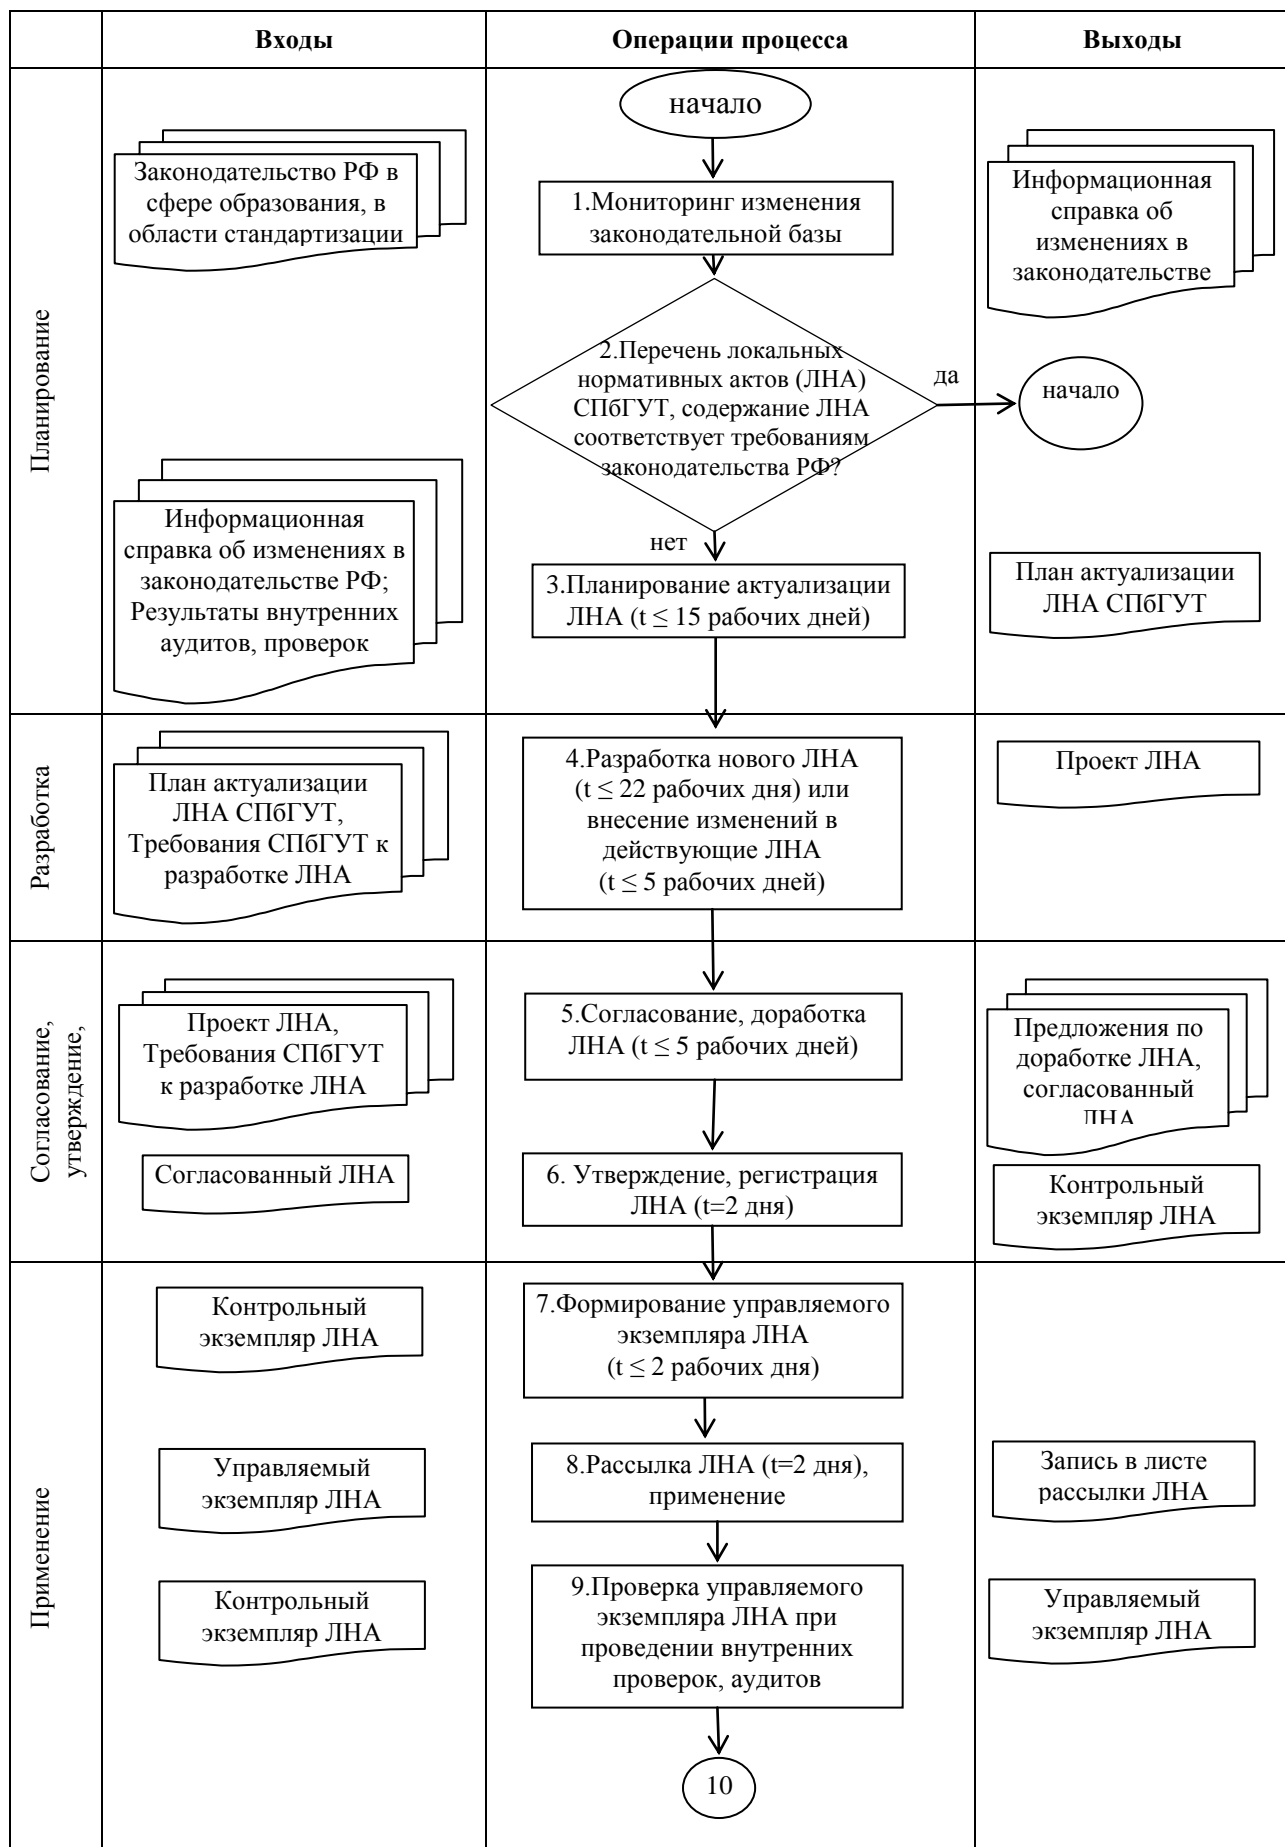 Входы
Операции процесса
Выходы
Планирование
Законодательство РФ в
сфере образования, в
области стандартизации
начало
1.Мониторинг изменения
законодательной базы
Информационная
справка об
изменениях в
законодательстве
2.Перечень локальных
нормативных актов (ЛНА)
СПбГУТ, содержание ЛНА
соответствует требованиям
законодательства РФ?
да
начало
нет
Информационная
справка об изменениях в
законодательстве РФ;
Результаты внутренних
аудитов, проверок
3.Планирование актуализации
ЛНА (t ≤ 15 рабочих дней)
План актуализации
ЛНА СПбГУТ
Разработка
План актуализации
ЛНА СПбГУТ,
Требования СПбГУТ к
разработке ЛНА
4.Разработка нового ЛНА
(t ≤ 22 рабочих дня) или
внесение изменений в
действующие ЛНА
(t ≤ 5 рабочих дней)
Проект ЛНА
Согласование,
утверждение,
Проект ЛНА,
Требования СПбГУТ
к разработке ЛНА
5.Согласование, доработка
ЛНА (t ≤ 5 рабочих дней)
Предложения по
доработке ЛНА,
согласованный
ЛНА
Согласованный ЛНА
6. Утверждение, регистрация
ЛНА (t=2 дня)
Контрольный
экземпляр ЛНА
Применение
Контрольный
экземпляр ЛНА
7.Формирование управляемого
экземпляра ЛНА
(t ≤ 2 рабочих дня)
Управляемый
экземпляр ЛНА
8.Рассылка ЛНА (t=2 дня),
применение
Запись в листе
рассылки ЛНА
Контрольный
экземпляр ЛНА
9.Проверка управляемого
экземпляра ЛНА при
проведении внутренних
проверок, аудитов
Управляемый
экземпляр ЛНА
10